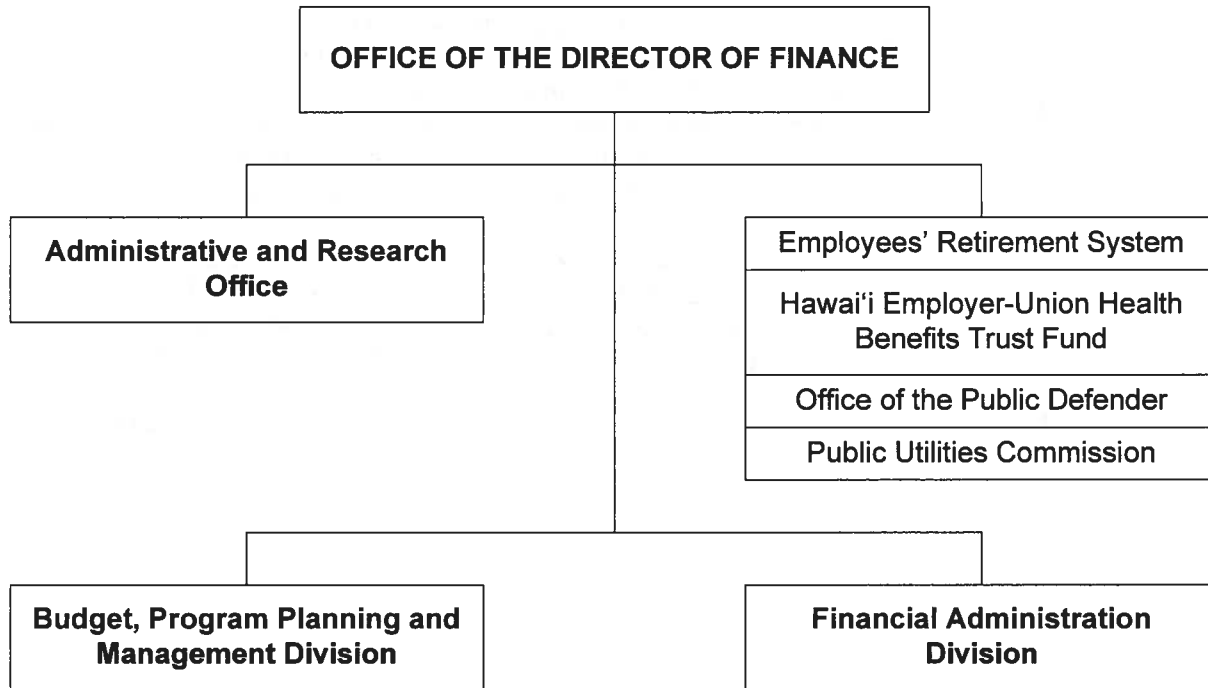 OFFICE OF THE DIRECTOR OF FINANCE
Administrative and Research
Office
Employees’ Retirement System
Hawai‘i Employer-Union Health
Benefits Trust Fund
Office of the Public Defender
Public Utilities Commission
Budget, Program Planning and
Management Division
Financial Administration
Division